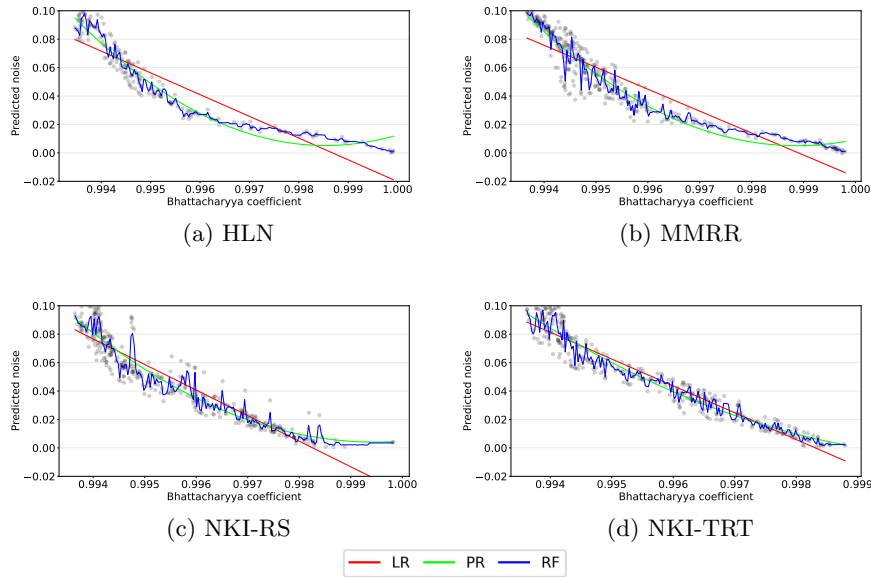 0.10
0.08
0.06
0.04
0.02
0.00
−0.02
Predicted noise
0.994 0.995 0.996 0.997 0.998 0.999 1.000
Bhattacharyya coefficient
(a) HLN
0.10
0.08
0.06
0.04
0.02
0.00
−0.02
Predicted noise
0.994 0.995 0.996 0.997 0.998 0.999 1.000
Bhattacharyya coefficient
(b) MMRR
0.10
0.08
0.06
0.04
0.02
0.00
−0.02
Predicted noise
0.994 0.995 0.996 0.997 0.998 0.999 1.000
Bhattacharyya coefficient
(c) NKI-RS
0.10
0.08
0.06
0.04
0.02
0.00
−0.02
Predicted noise
0.994 0.995 0.996 0.997 0.998 0.999
Bhattacharyya coefficient
(d) NKI-TRT
LR PR RF